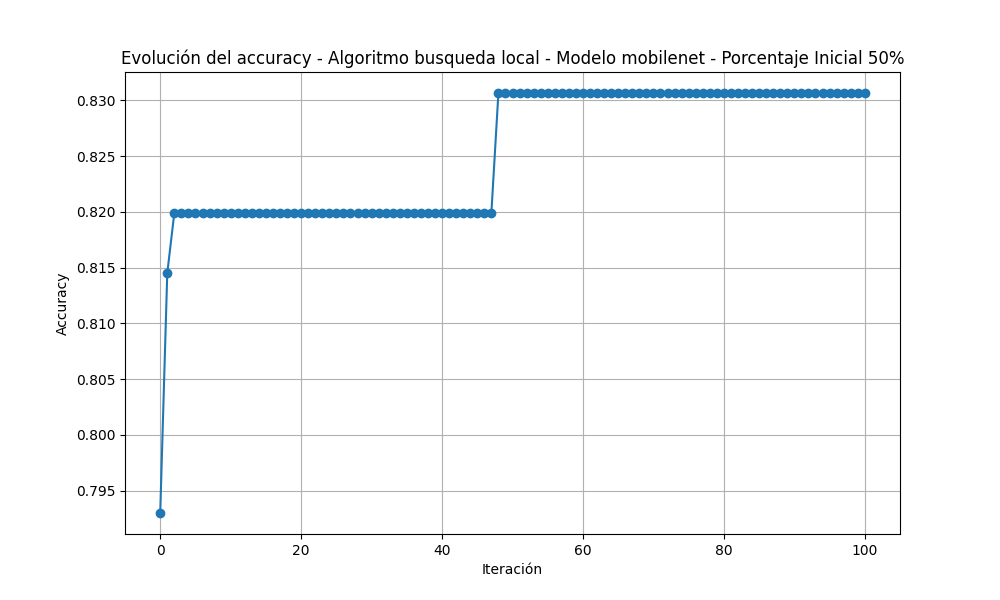 Evolución del accuracy - Algoritmo busqueda local - Modelo mobilenet - Porcentaje Inicial 50%
0.830
0.825
0.820
0.815
0.810
0.805
0.800
0.795
Accuracy
0 20 40 60 80 100
Iteración